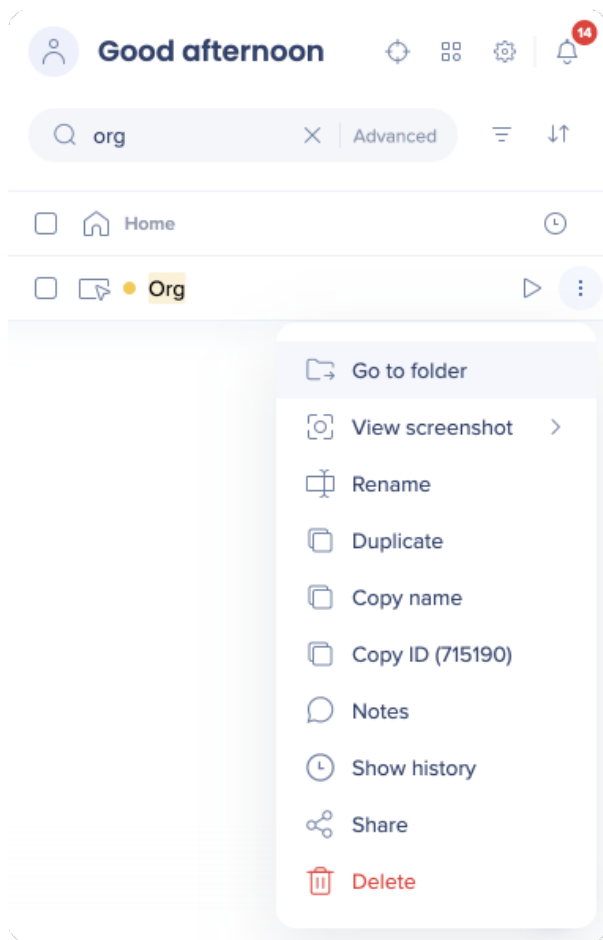 Good afternoon
14
org
Advanced
Home
Org
Go to folder
View screenshot
Rename
Duplicate
Copy name
Copy ID (715190)
Notes
Show history
Share
Delete